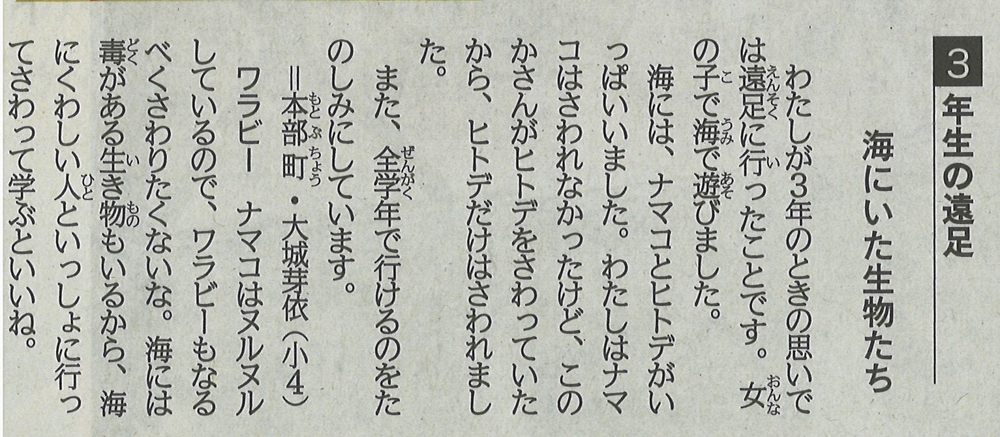 3年生の遠足
海にいた生物たち
わたしが3年のときの思いで
は遠足に行ったことです。女
の子で海で遊びました。
海には、ナマコとヒトデがい
っぱいいました。わたしはナマ
コはさわれなかったけど、この
かさんがヒトデをさわっていた
から、ヒトデだけはさわれまし
た。
また、全学年で行けるのをた
のしみにしています。
＝本部町・大城芽依（小4）
ワラビー　ナマコはヌルヌル
しているので、ワラビーもなる
べくさわりたくないな。海には
毒がある生き物もいるから、海
にくわしい人といっしょに行っ
てさわって学ぶといいね。